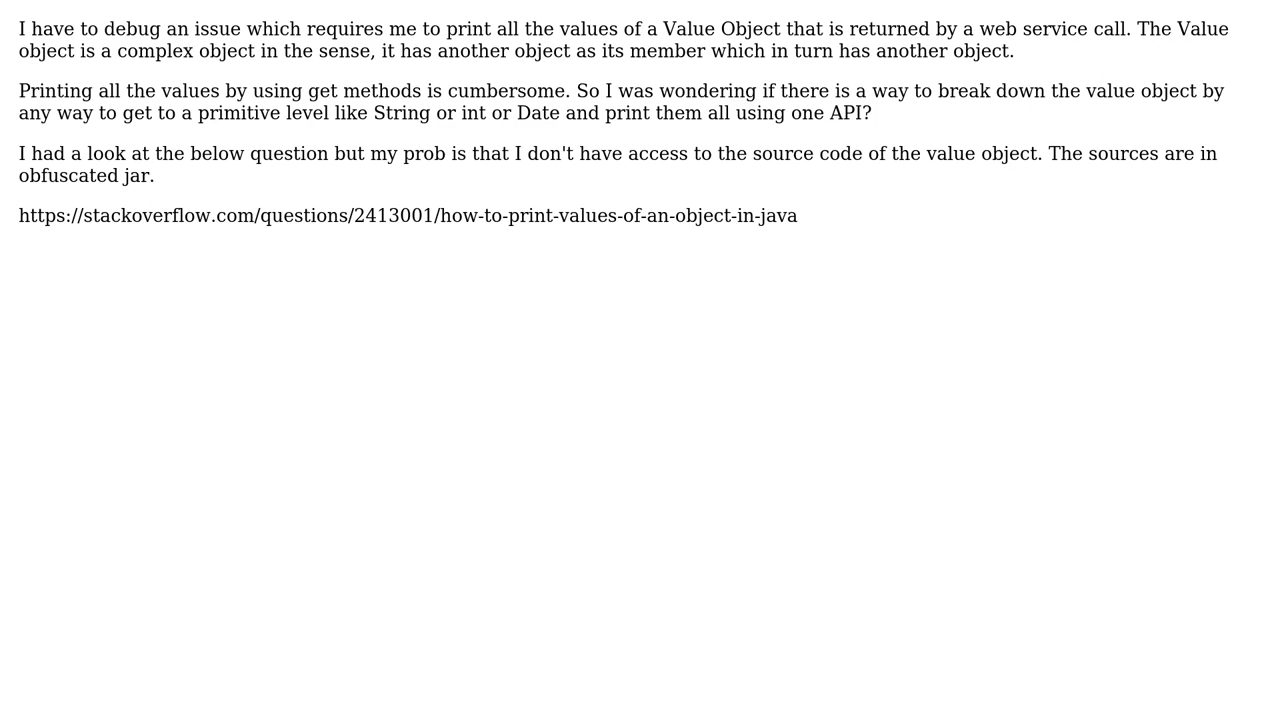 I have to debug an issue which requires me to print all the values of a Value Object that is returned by a web service call. The Value
object is a complex object in the sense, it has another object as its member which in turn has another object.
Printing all the values by using get methods is cumbersome. So I was wondering if there is a way to break down the value object by
any way to get to a primitive level like String or int or Date and print them all using one API?
I had a look at the below question but my prob is that I don't have access to the source code of the value object. The sources are in
obfuscated jar.
https://stackoverflow.com/questions/2413001/how-to-print-values-of-an-object-in-java